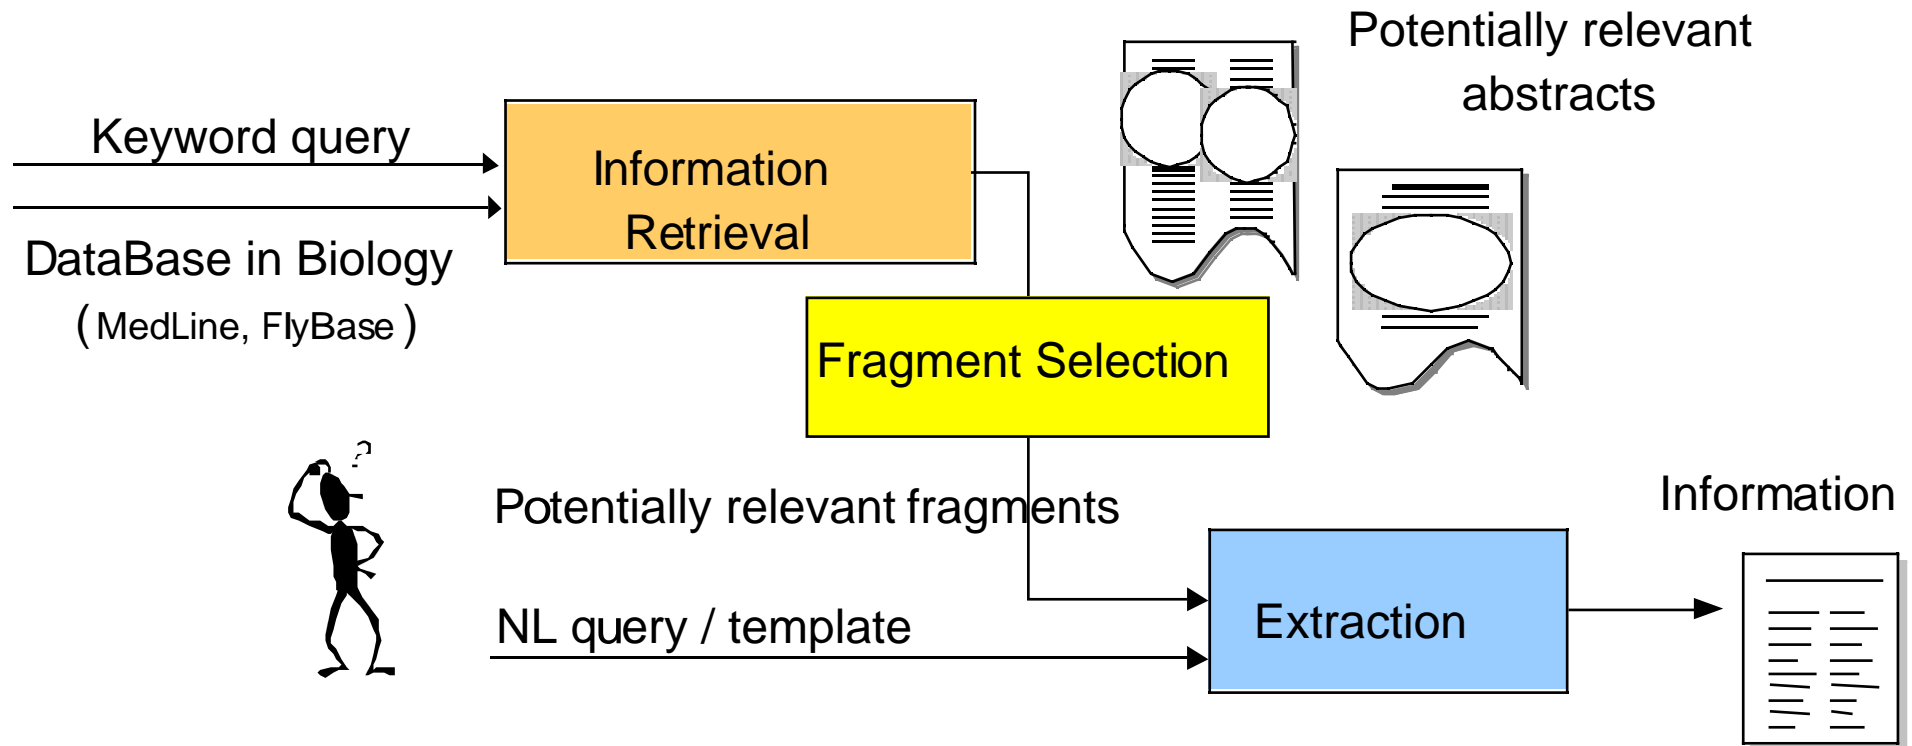 Potentially relevant
abstracts
Keyword query
Information
Retrieval
DataBase in Biology
(MedLine, FlyBase)
Fragment Selection
?
Potentially relevant fragments
Information
NL query / template
Extraction